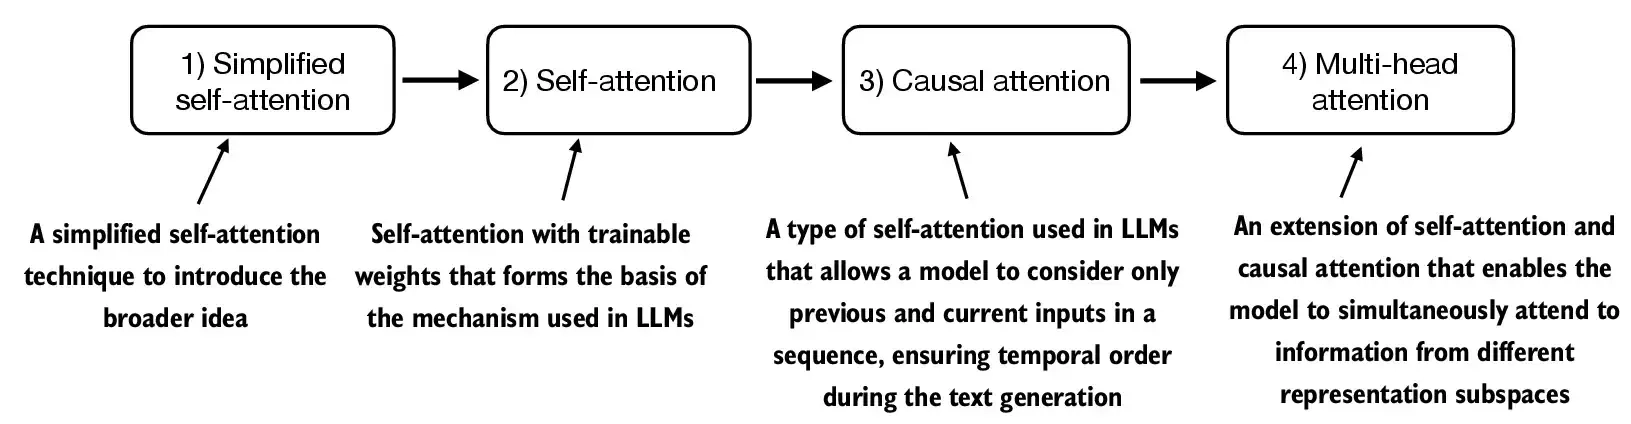 1) Simplified
self-attention
2) Self-attention
3) Causal attention
4) Multi-head
attention
A simplified self-attention
technique to introduce the
broader idea
Self-attention with trainable
weights that forms the basis of
the mechanism used in LLMs
A type of self-attention used in LLMs
that allows a model to consider only
previous and current inputs in a
sequence, ensuring temporal order
during the text generation
An extension of self-attention and
causal attention that enables the
model to simultaneously attend to
information from different
representation subspaces